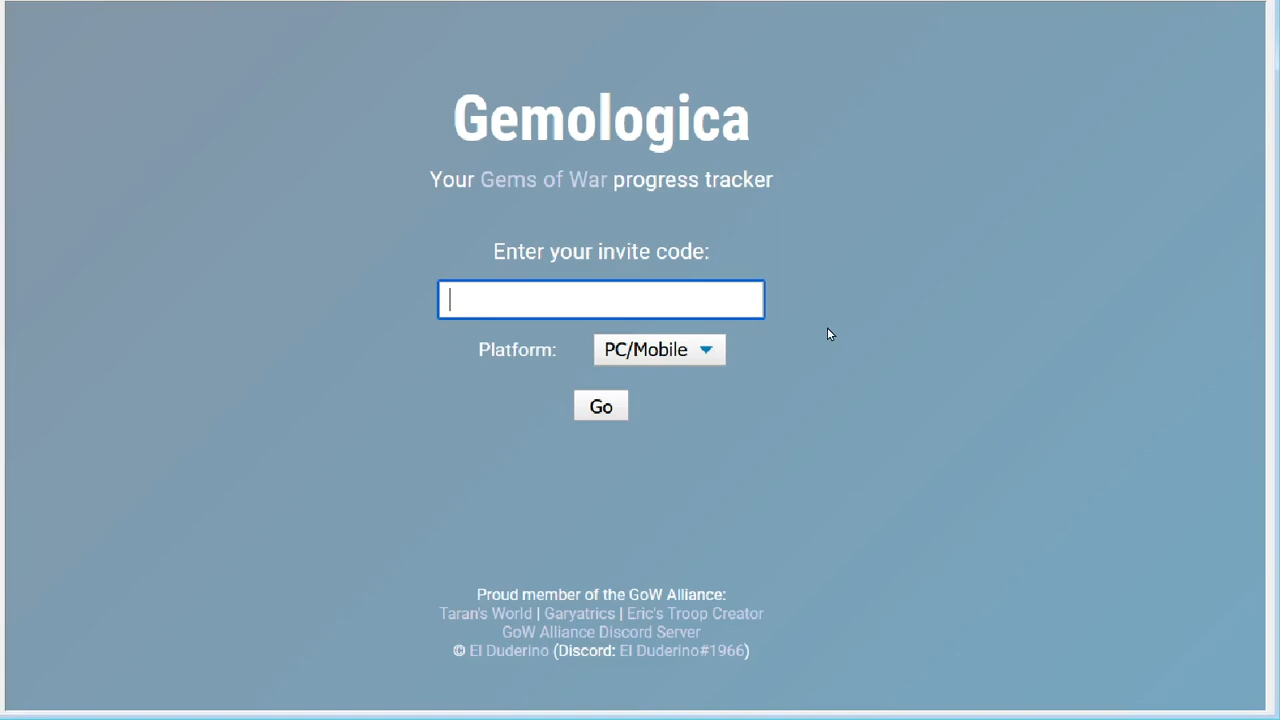 Gemologica
Your Gems of War progress tracker
Enter your invite code:
Platform: PC/Mobile
Go
Proud member of the GoW Alliance:
Taran's World | Garyatrics | Eric's Troop Creator
GoW Alliance Discord Server
© El Duderino (Discord: El Duderino#1966)